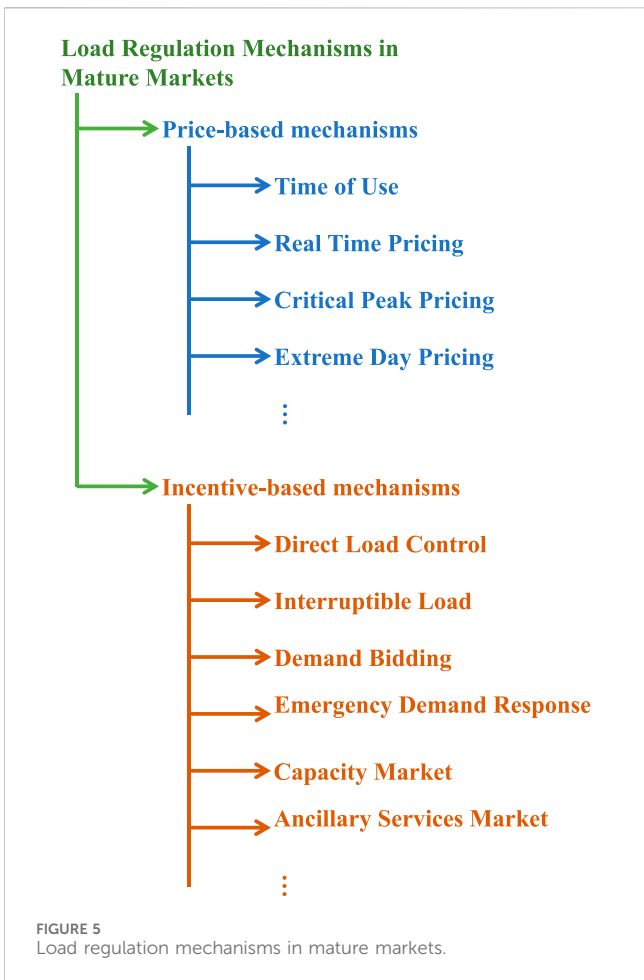 Load Regulation Mechanisms in
Mature Markets
Price-based mechanisms
Time of Use
Real Time Pricing
Critical Peak Pricing
Extreme Day Pricing
⋮
Incentive-based mechanisms
Direct Load Control
Interruptible Load
Demand Bidding
Emergency Demand Response
Capacity Market
Ancillary Services Market
⋮
FIGURE 5
Load regulation mechanisms in mature markets.